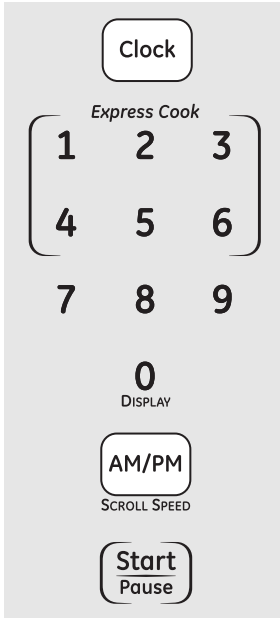 Clock
Express Cook
1 2 3
4 5 6
7 8 9
0
DISPLAY
AM/PM
SCROLL SPEED
Start
Pause